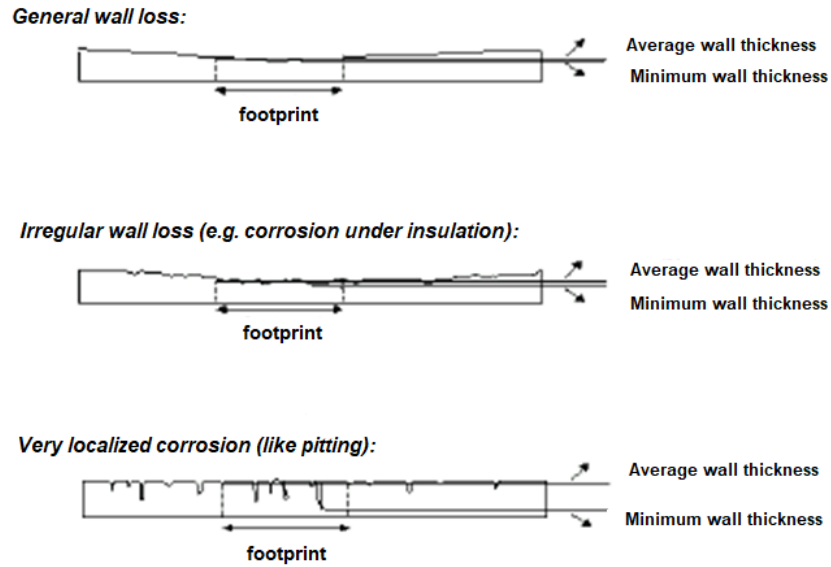 General wall loss:
Average wall thickness
Minimum wall thickness
footprint
Irregular wall loss (e.g. corrosion under insulation):
Average wall thickness
Minimum wall thickness
footprint
Very localized corrosion (like pitting):
Average wall thickness
Minimum wall thickness
footprint